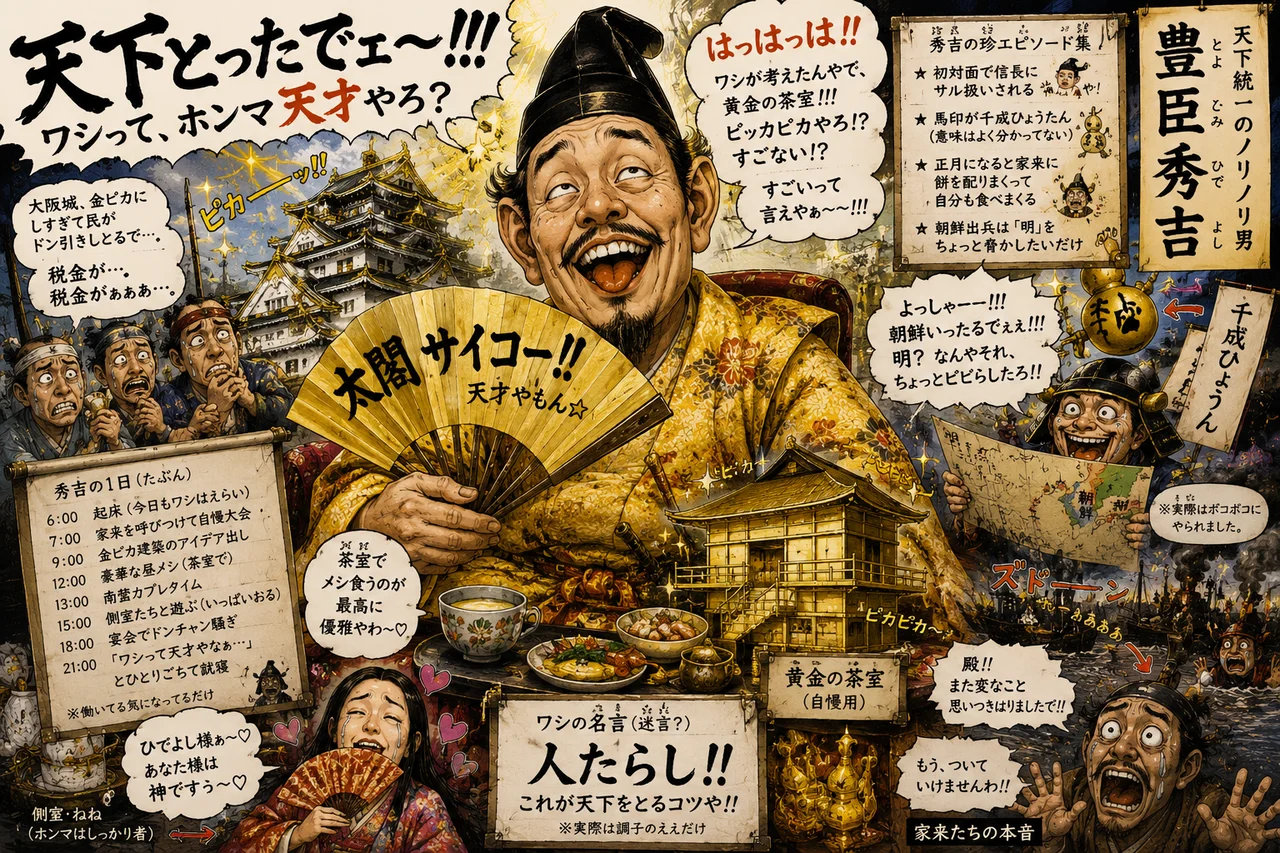 天下とったでェ〜!!!
ワシって、ホンマ天才やろ?
大阪城、金ピカに
しすぎて民が
ドン引きしとるで…。
税金が…。
税金がぁぁぁ…。
ピカーーッ!!
はっはっは!!
ワシが考えたんやで、
黄金の茶室!!!
ピッカピカやろ!?
すごない!?
すごいって
言えやぁ〜〜!!!
秀吉の珍エピソード集
★ 初対面で信長に
サル扱いされる
や!
★ 馬印が千成ひょうたん
(意味はよく分かってない)
★ 正月になると家来に
餅を配りまくって
自分も食べまくる
★ 朝鮮出兵は「明」を
ちょっと脅かしたいだけ
天下統一のノリノリ男
豊臣秀吉
とよ とみ ひで よし
太閤サイコー!!
天才やもん☆
よっしゃーー!!!
朝鮮いったるでぇぇ!!!
明? なんやそれ、
ちょっとビビらしたろ!!
千成ひょうん
朝鮮
※実際はボコボコに
やられました。
ズドーーン
秀吉の1日(たぶん)
6:00 起床(今日もワシはえらい)
7:00 家来を呼びつけて自慢大会
9:00 金ピカ建築のアイデア出し
12:00 豪華な昼メシ(茶室で)
13:00 南蛮カブレタイム
15:00 側室たちと遊ぶ(いっぱいおる)
18:00 宴会でドンチャン騒ぎ
21:00 「ワシって天才やなぁ…」
とひとりごちて就寝
※働いてる気になってるだけ
茶室で
メシ食うのが
最高に
優雅やわ〜♡
ピカ
ピカピカ〜
黄金の茶室
(自慢用)
ひでよし様ぁ〜♡
あなた様は
神ですぅ〜♡
側室・ねね
(ホンマはしっかり者)
ワシの名言(迷言?)
人たらし!!
これが天下をとるコツや!!
※実際は調子のええだけ
殿!!
また変なこと
思いつきはりましたで!!
もう、ついて
いけませんわ!!
家来たちの本音